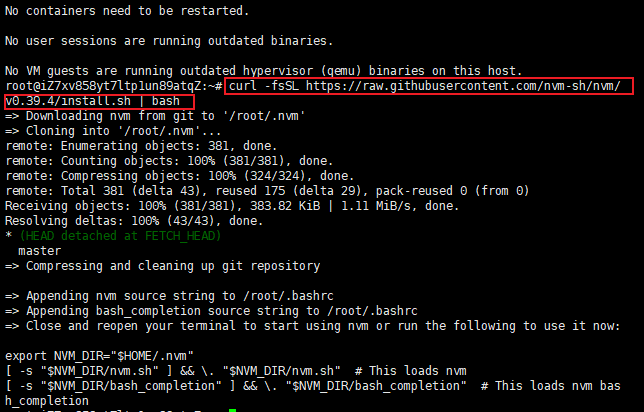 No containers need to be restarted.
No user sessions are running outdated binaries.
No VM guests are running outdated hypervisor (qemu) binaries on this host.
root@iZ7xv858yt7ltp1un89atqZ:~# curl -fsSL https://raw.githubusercontent.com/nvm-sh/nvm/
v0.39.4/install.sh | bash
=> Downloading nvm from git to '/root/.nvm'
=> Cloning into '/root/.nvm'...
remote: Enumerating objects: 381, done.
remote: Counting objects: 100% (381/381), done.
remote: Compressing objects: 100% (324/324), done.
remote: Total 381 (delta 43), reused 175 (delta 29), pack-reused 0 (from 0)
Receiving objects: 100% (381/381), 383.82 KiB | 1.11 MiB/s, done.
Resolving deltas: 100% (43/43), done.
* (HEAD detached at FETCH_HEAD)
master
=> Compressing and cleaning up git repository
=> Appending nvm source string to /root/.bashrc
=> Appending bash_completion source string to /root/.bashrc
=> Close and reopen your terminal to start using nvm or run the following to use it now:
export NVM_DIR="$HOME/.nvm"
[ -s "$NVM_DIR/nvm.sh" ] && \. "$NVM_DIR/nvm.sh"  # This loads nvm
[ -s "$NVM_DIR/bash_completion" ] && \. "$NVM_DIR/bash_completion"  # This loads nvm bas
h_completion